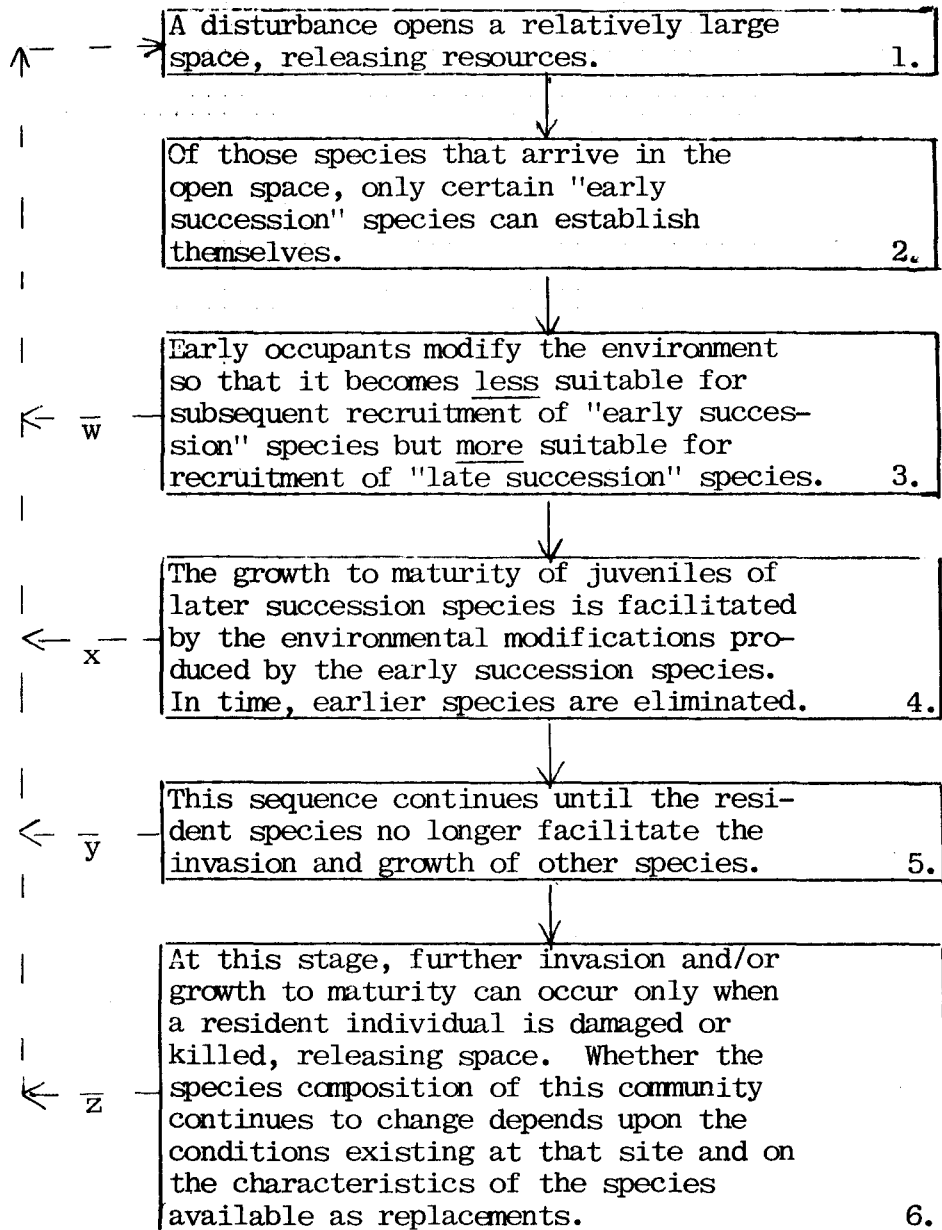 A disturbance opens a relatively large
space, releasing resources. 1.
Of those species that arrive in the
open space, only certain "early
succession" species can establish
themselves. 2.
Early occupants modify the environment
so that it becomes less suitable for
subsequent recruitment of "early succes-
sion" species but more suitable for
recruitment of "late succession" species. 3.
w
The growth to maturity of juveniles of
later succession species is facilitated
by the environmental modifications pro-
duced by the early succession species.
In time, earlier species are eliminated. 4.
x
This sequence continues until the resi-
dent species no longer facilitate the
invasion and growth of other species. 5.
y
At this stage, further invasion and/or
growth to maturity can occur only when
a resident individual is damaged or
killed, releasing space. Whether the
species composition of this community
continues to change depends upon the
conditions existing at that site and on
the characteristics of the species
available as replacements. 6.
z